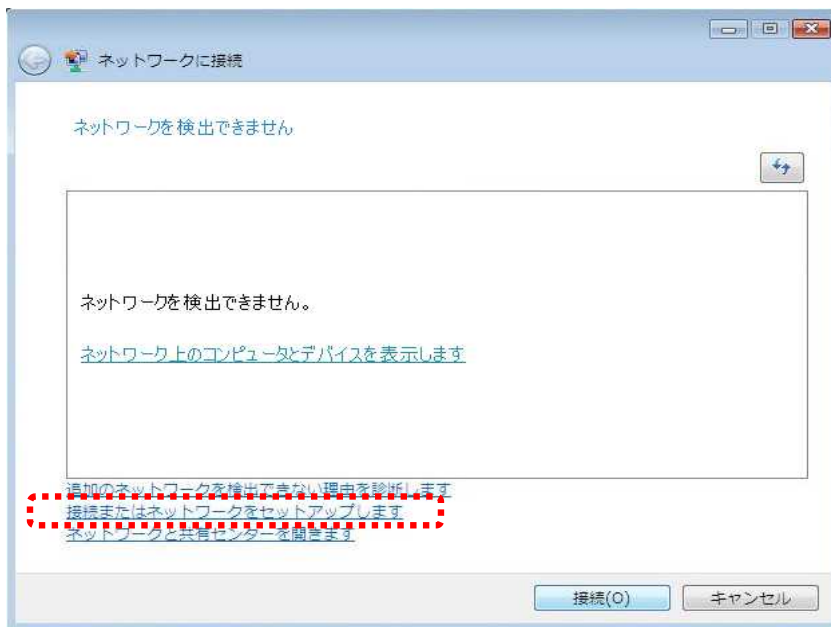 ネットワークに接続
ネットワークを検出できません
ネットワークを検出できません。
ネットワーク上のコンピュータとデバイスを表示します
追加のネットワークを検出できない理由を診断します
接続またはネットワークをセットアップします
ネットワークと共有センターを開きます
接続(O)
キャンセル